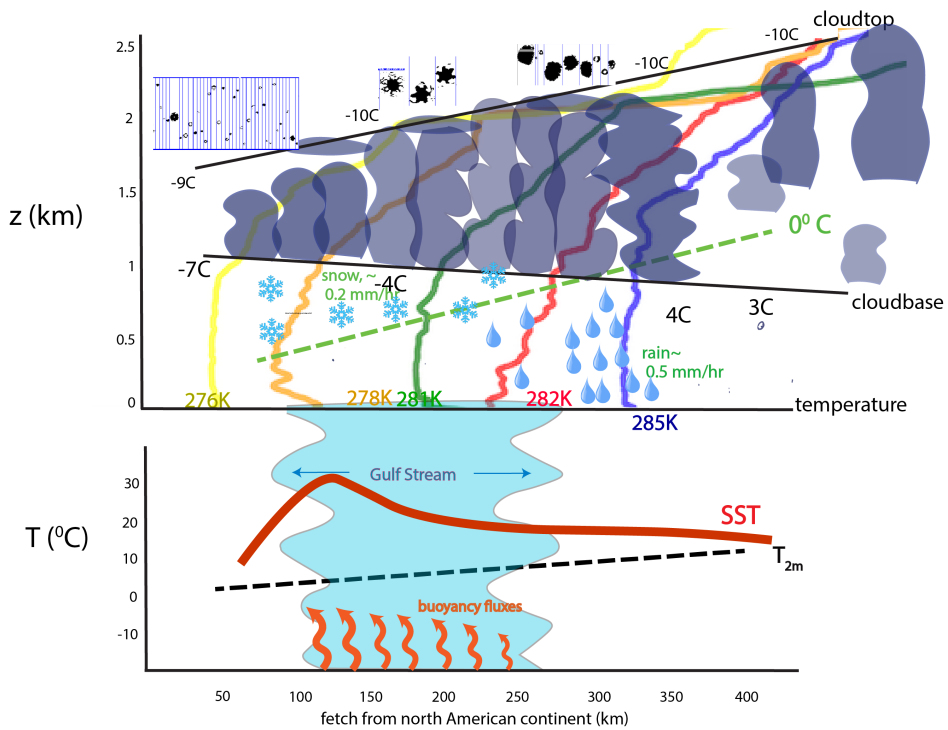 cloudtop
2.5
-10C
-10C
2
-10C
-9C
1.5
z (km)
0⁰ C
1
-7C
snow, ~
0.2 mm/hr
-4C
cloudbase
4C
3C
0.5
rain~
0.5 mm/hr
0
276K
278K
281K
282K
285K
temperature
30
Gulf Stream
20
SST
T (⁰C)
10
T2m
0
buoyancy fluxes
-10
50
100
150
200
250
300
350
400
fetch from north American continent (km)